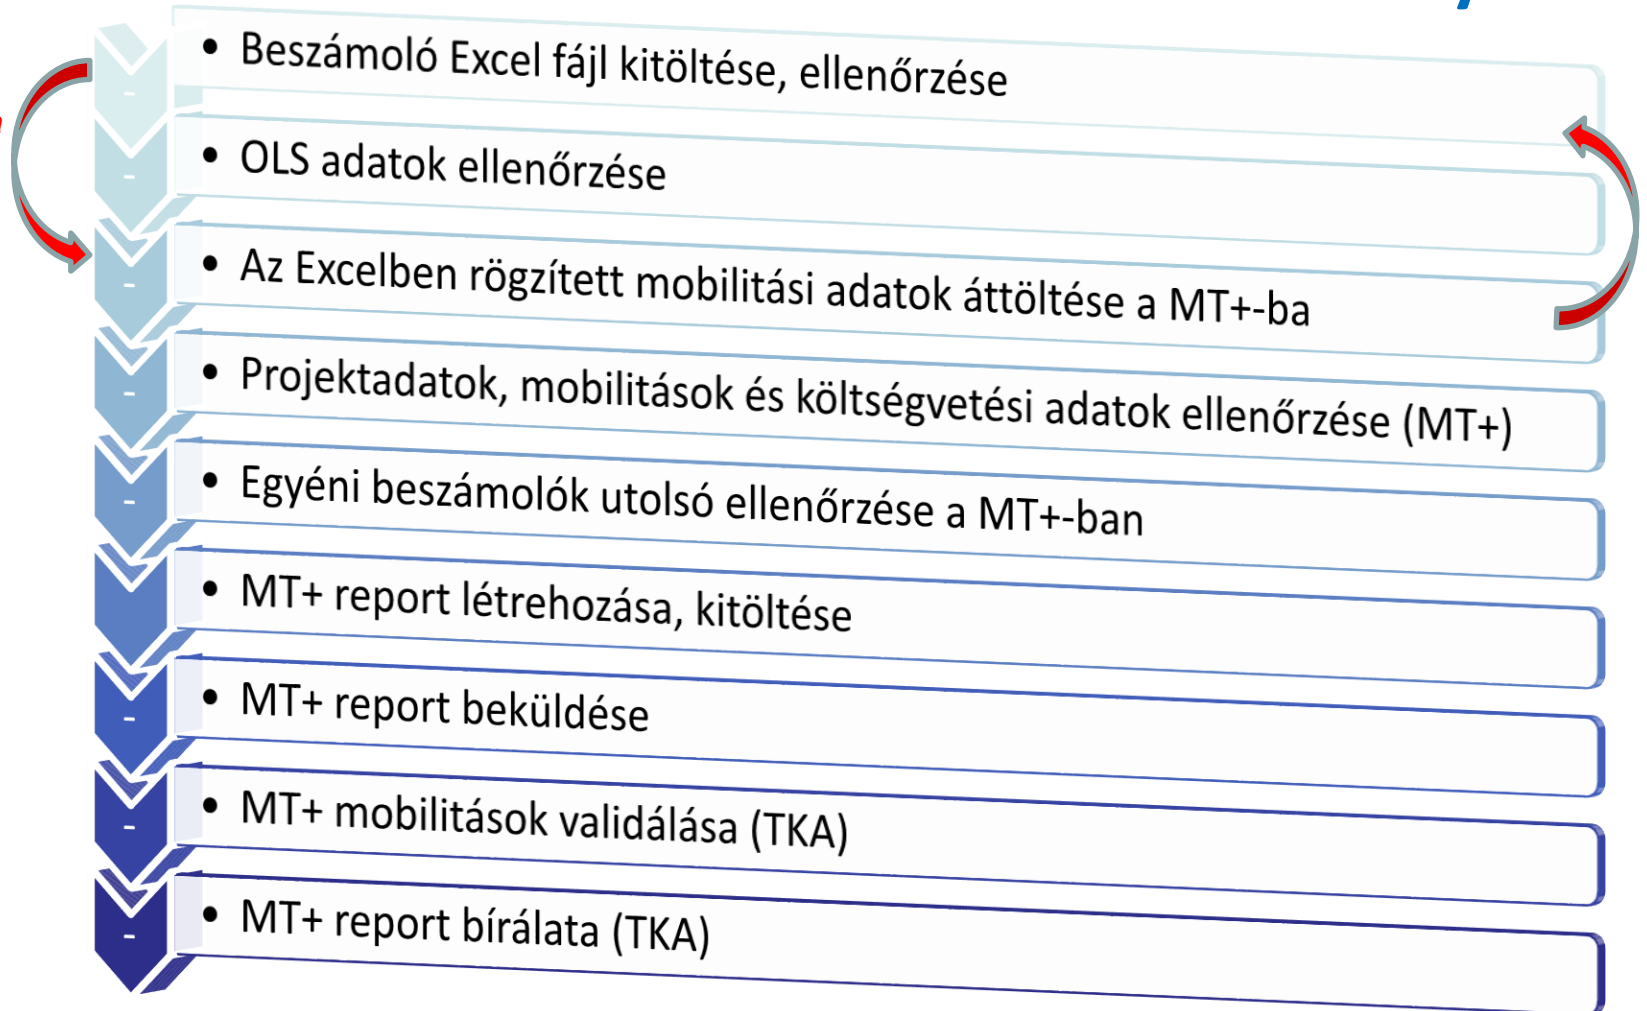 • Beszámoló Excel fájl kitöltése, ellenőrzése
-
• OLS adatok ellenőrzése
-
• Az Excelben rögzített mobilitási adatok áttöltése a MT+-ba
-
• Projektadatok, mobilitások és költségvetési adatok ellenőrzése (MT+)
-
• Egyéni beszámolók utolsó ellenőrzése a MT+-ban
-
• MT+ report létrehozása, kitöltése
• MT+ report beküldése
-
• MT+ mobilitások validálása (TKA)
-
• MT+ report bírálata (TKA)
-